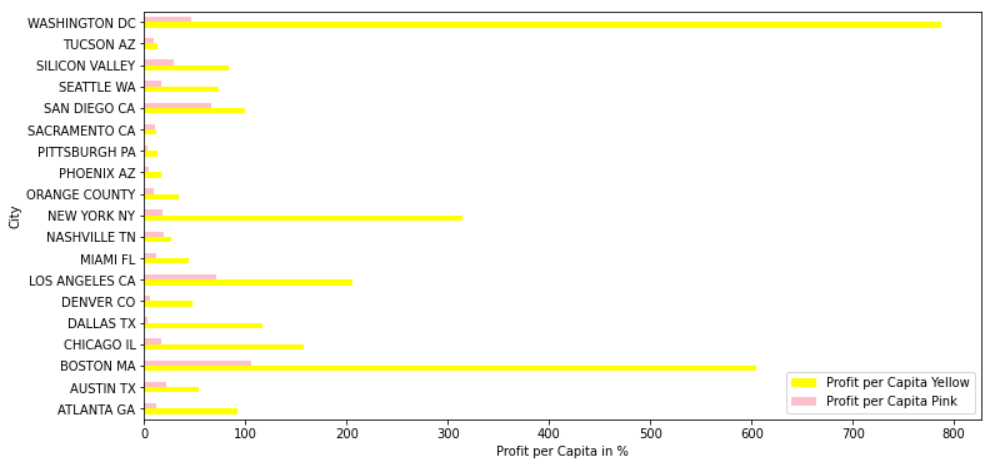 WASHINGTON DC
TUCSON AZ
SILICON VALLEY
SEATTLE WA
SAN DIEGO CA
SACRAMENTO CA
PITTSBURGH PA
PHOENIX AZ
ORANGE COUNTY
NEW YORK NY
NASHVILLE TN
MIAMI FL
LOS ANGELES CA
DENVER CO
DALLAS TX
CHICAGO IL
BOSTON MA
AUSTIN TX
ATLANTA GA
City
Profit per Capita Yellow
Profit per Capita Pink
0 100 200 300 400 500 600 700 800
Profit per Capita in %